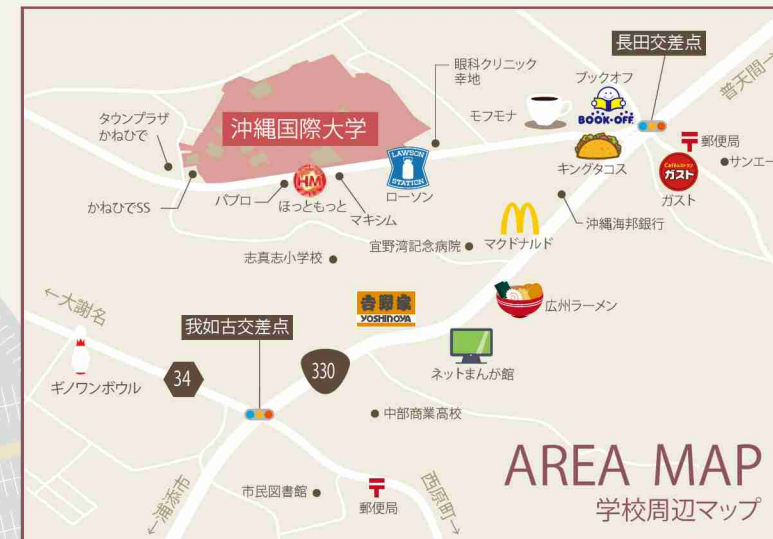 長田交差点
普天間→
眼科クリニック
幸地
ブックオフ
BOOK·OFF
モフモナ
タウンプラザ
かねひで
沖縄国際大学
郵便局
サンエー
キングタコス
Café&レストラン
ガスト
ガスト
LAWSON
STATION
ローソン
HM
パブロ
ほっともっと
マキシム
かねひでSS
沖縄海邦銀行
宜野湾記念病院
マクドナルド
志真志小学校
←大謝名
吉野家
YOSHINOYA
広州ラーメン
我如古交差点
ネットまんが館
330
34
ギノワンボウル
中部商業高校
AREA MAP
学校周辺マップ
市民図書館
郵便局
←浦添市
西原町→